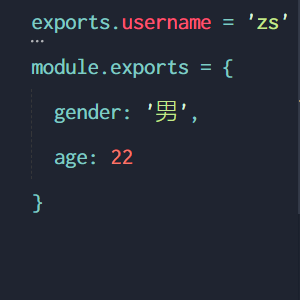 exports.username = 'zs'
module.exports = {
gender: '男',
age: 22
}